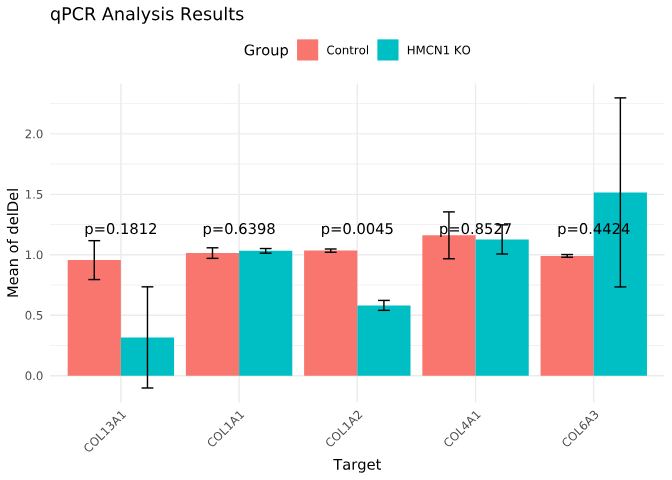 qPCR Analysis Results
Group Control HMCN1 KO
Mean of delDel
2.0
1.5
1.0
0.5
0.0
p=0.1812 p=0.6398 p=0.0045 p=0.8527 p=0.4424
COL13A1 COL1A1 COL1A2 COL4A1 COL6A3
Target